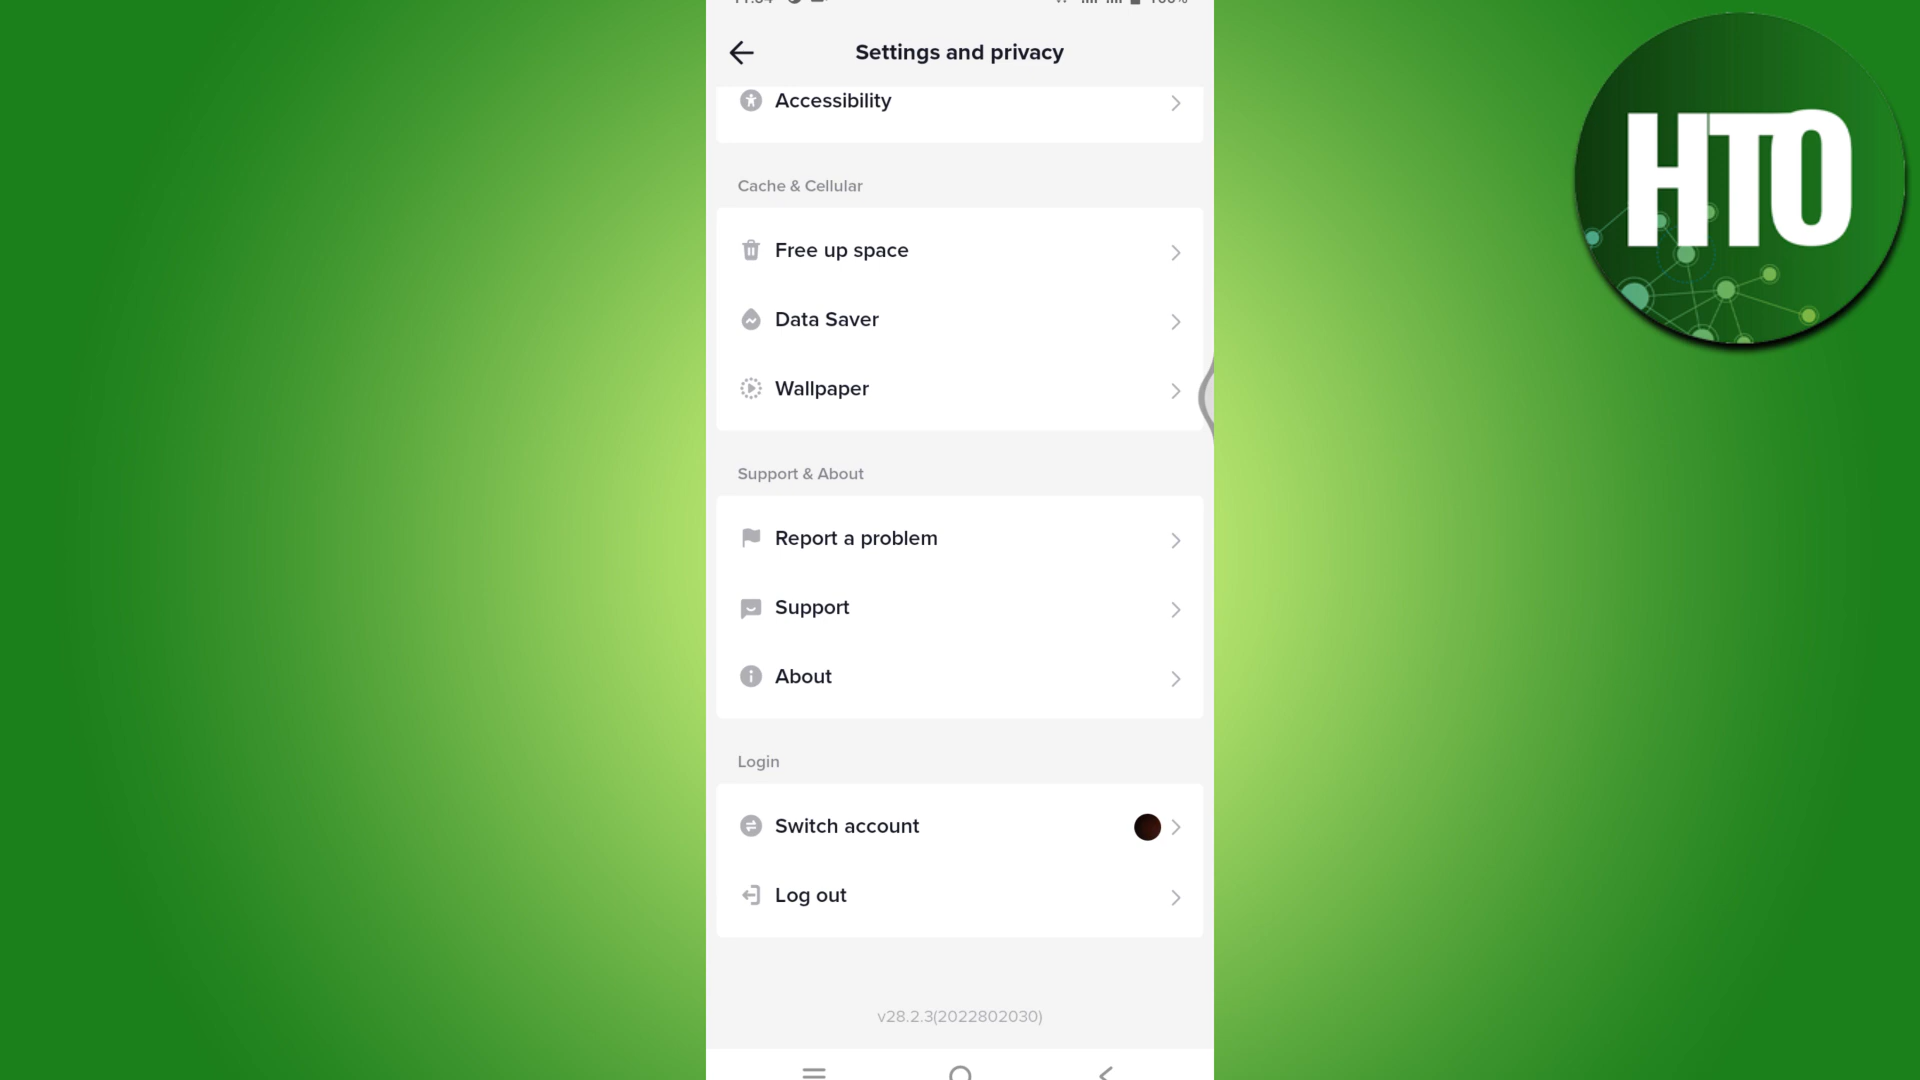 Settings and privacy
HTO
Accessibility
Cache & Cellular
Free up space
Data Saver
Wallpaper
Support & About
Report a problem
Support
About
Login
Switch account
Log out
v28.2.3(2022802030)